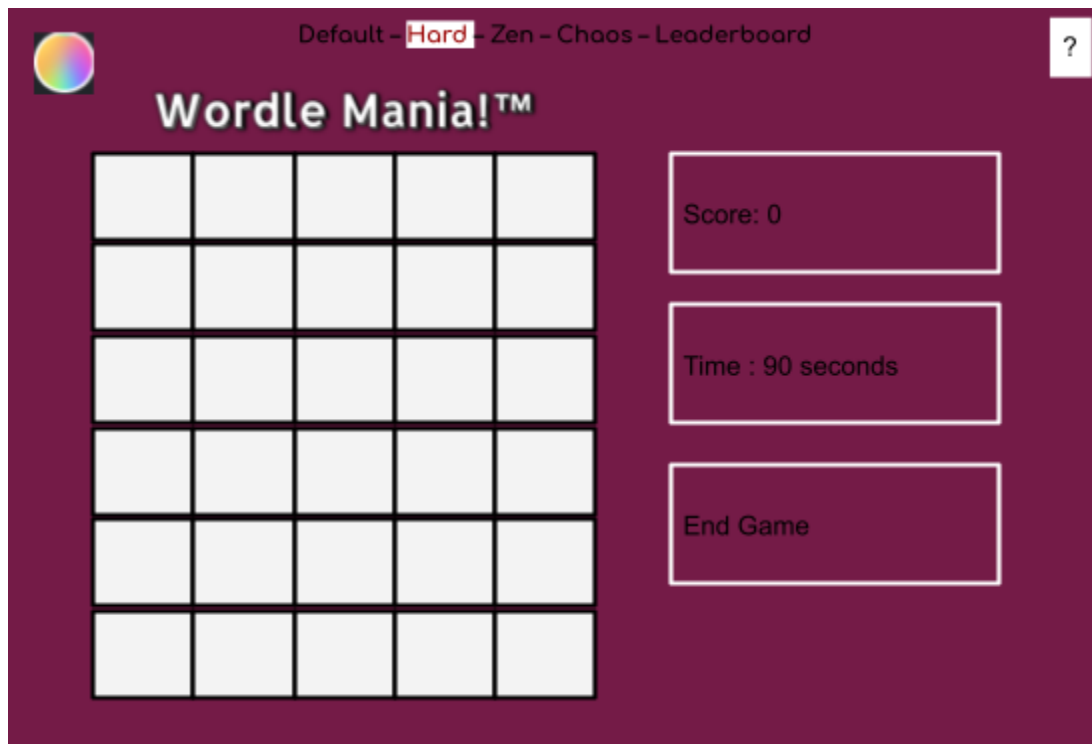 Default – Hard – Zen – Chaos – Leaderboard
?
Wordle Mania!™
Score: 0
Time : 90 seconds
End Game